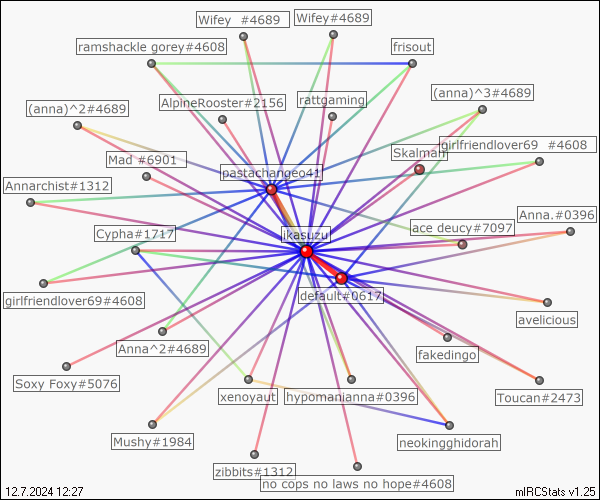 Wifey   #4689
Wifey#4689
ramshackle gorey#4608
frisout
(anna)^2#4689
AlpineRooster#2156
rattgaming
(anna)^3#4689
Mad #6901
Skalman
girlfriendlover69   #4608
Annarchist#1312
pastachangeo41
Cypha#1717
ikasuzu
ace deucy#7097
Anna.#0396
girlfriendlover69#4608
default#0617
avelicious
Anna^2#4689
fakedingo
Soxy Foxy#5076
xenoyaut
hypomanianna#0396
Toucan#2473
Mushy#1984
neokingghidorah
zibbits#1312
no cops no laws no hope#4608
12.7.2024 12:27
mIRCStats v1.25